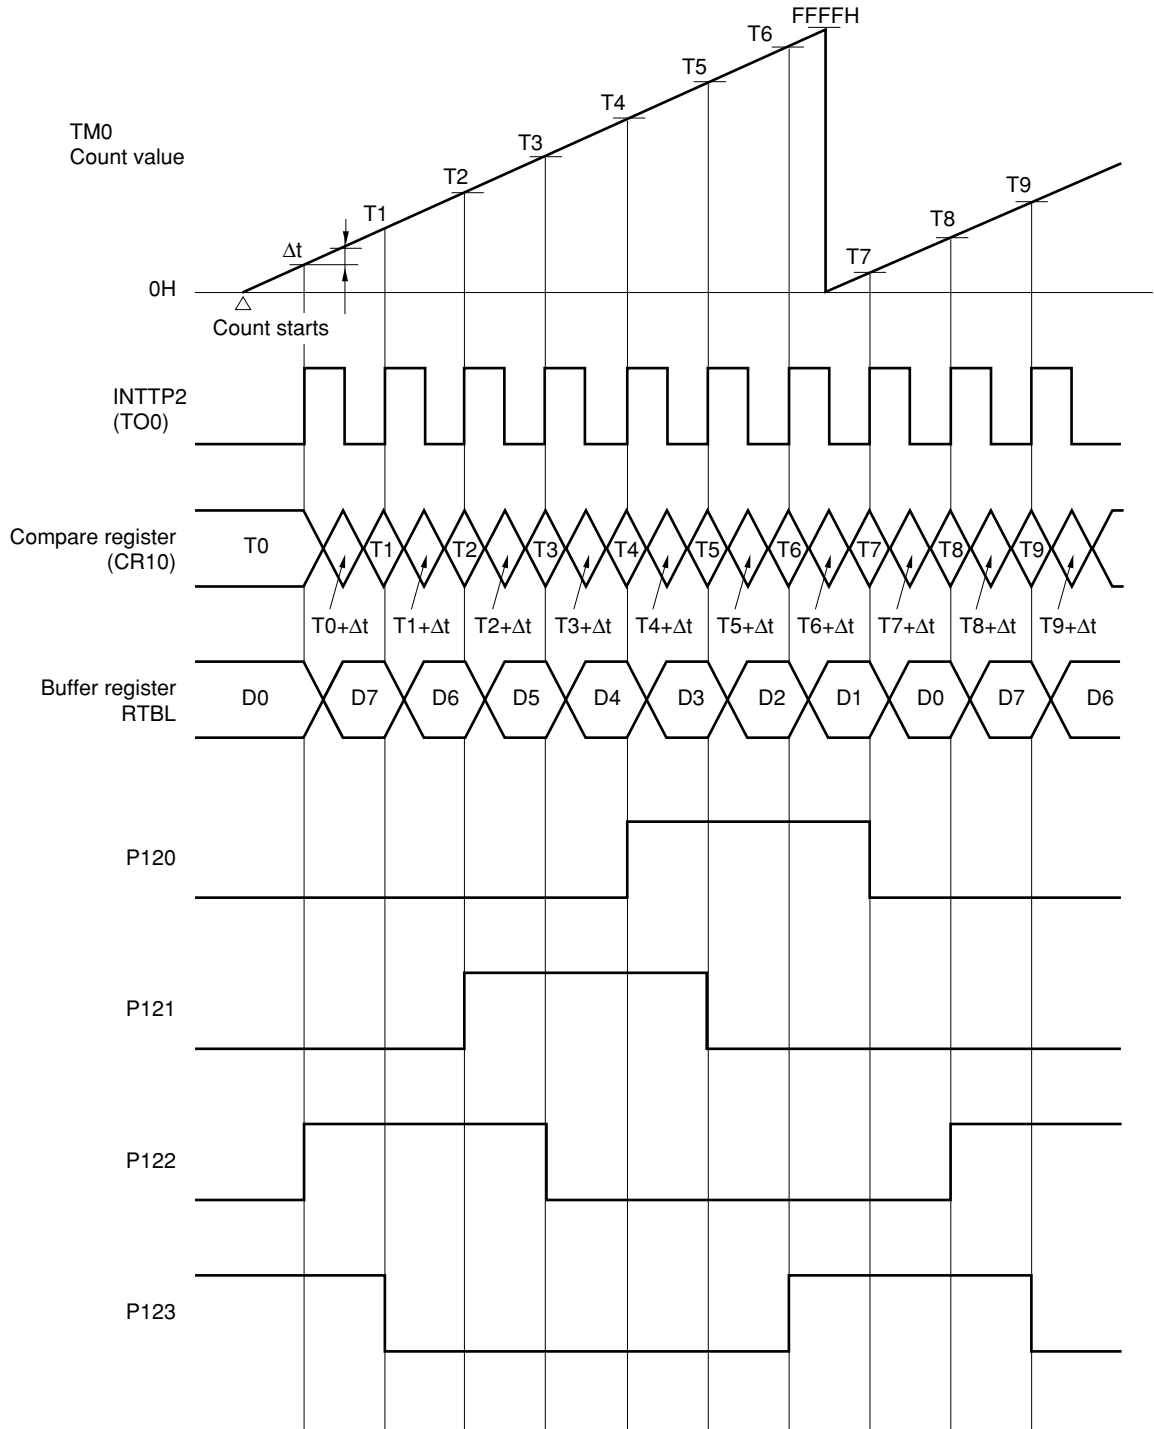 FFFFH
T6
T5
T4
T3
T2
T1
Δt
TM0
Count value
T9
T8
T7
0H
Count starts
INTTP2
(TO0)
Compare register
(CR10)
T0 T1 T2 T3 T4 T5 T6 T7 T8 T9
T0+Δt T1+Δt T2+Δt T3+Δt T4+Δt T5+Δt T6+Δt T7+Δt T8+Δt T9+Δt
Buffer register
RTBL
D0 D7 D6 D5 D4 D3 D2 D1 D0 D7 D6
P120
P121
P122
P123